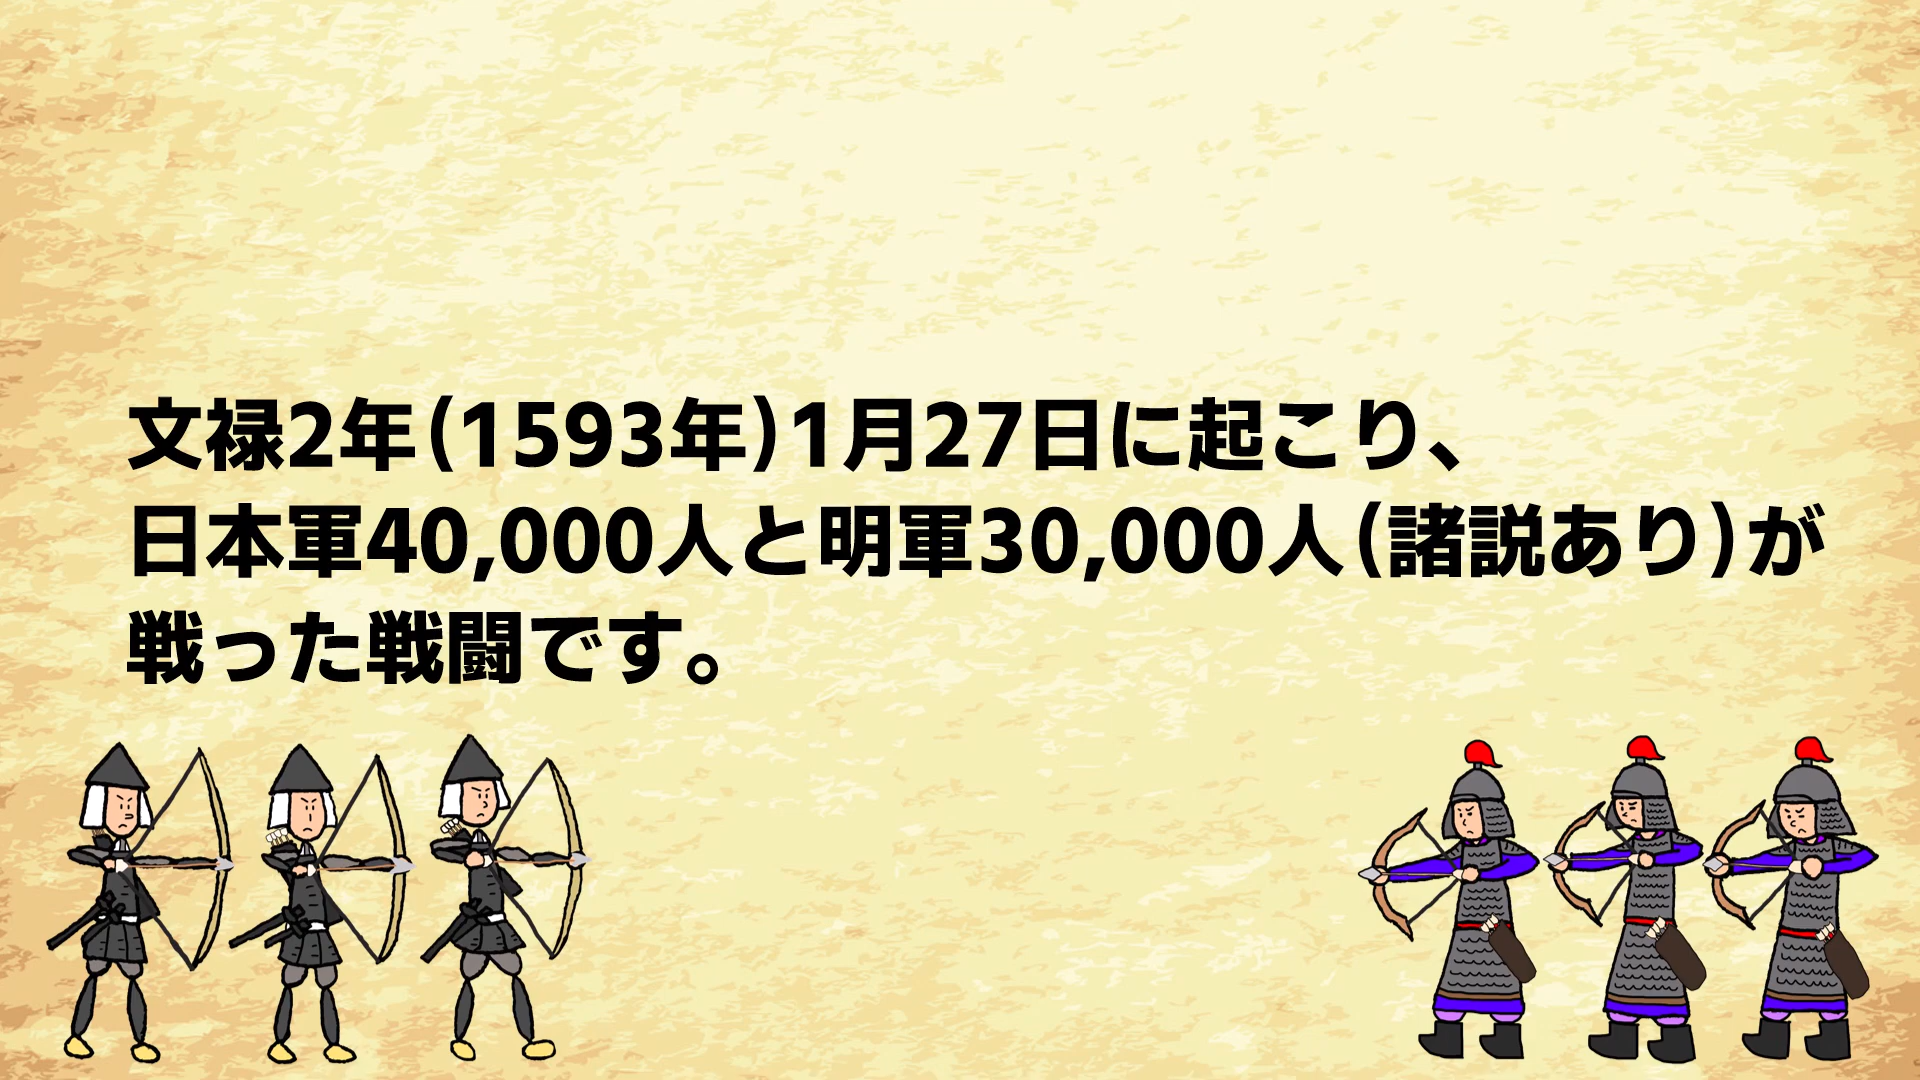 文禄2年(1593年)1月27日に起こり、
日本軍40,000人と明軍30,000人(諸説あり)が
戦った戦闘です。